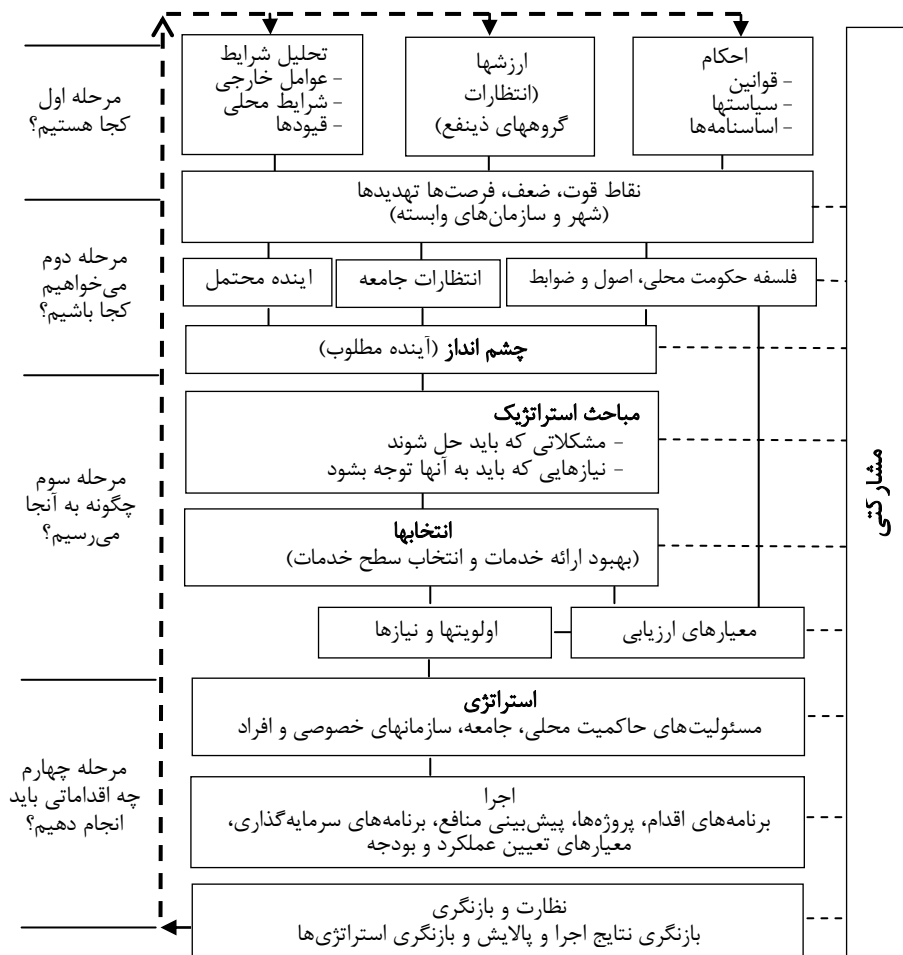 احکام
- قوانین
- سیاستها
- اساسنامه‌ها
ارزشها
(انتظارات
گروههای ذینفع)
تحلیل شرایط
- عوامل خارجی
- شرایط محلی
- قیودها
مرحله اول
کجا هستیم؟
نقاط قوت، ضعف، فرصت‌ها تهدیدها
(شهر و سازمان‌های وابسته)
مرحله دوم
می‌خواهیم
کجا باشیم؟
فلسفه حکومت محلی، اصول و ضوابط
انتظارات جامعه
اینده محتمل
چشم انداز (آینده مطلوب)
مباحث استراتژیک
- مشکلاتی که باید حل شوند
- نیازهایی که باید به آنها توجه بشود
مرحله سوم
چگونه به آنجا
می‌رسیم؟
انتخابها
(بهبود ارائه خدمات و انتخاب سطح خدمات)
معیارهای ارزیابی
اولویتها و نیازها
استراتژی
مسئولیت‌های حاکمیت محلی، جامعه، سازمانهای خصوصی و افراد
مرحله چهارم
چه اقداماتی باید
انجام دهیم؟
اجرا
برنامه‌های اقدام، پروژه‌ها، پیش‌بینی منافع، برنامه‌های سرمایه‌گذاری،
معیارهای تعیین عملکرد و بودجه
نظارت و بازنگری
بازنگری نتایج اجرا و پالایش و بازنگری استراتژی‌ها
مشارکتی